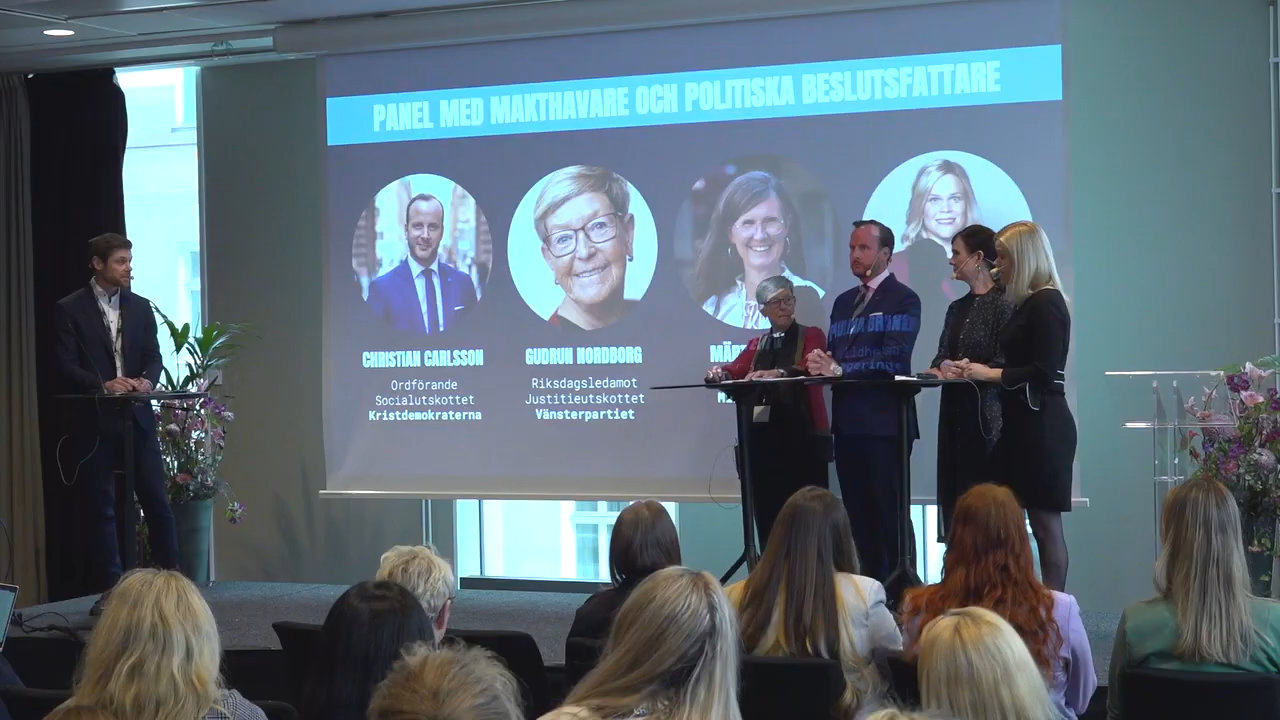 PANEL MED MAKTHAVARE OCH POLITISKA BESLUTSFATTARE
CHRISTIAN CARLSSON
Ordförande
Socialutskottet
Kristdemokraterna
GUDRUN NORDBORG
Riksdagsledamot
Justitieutskottet
Vänsterpartiet